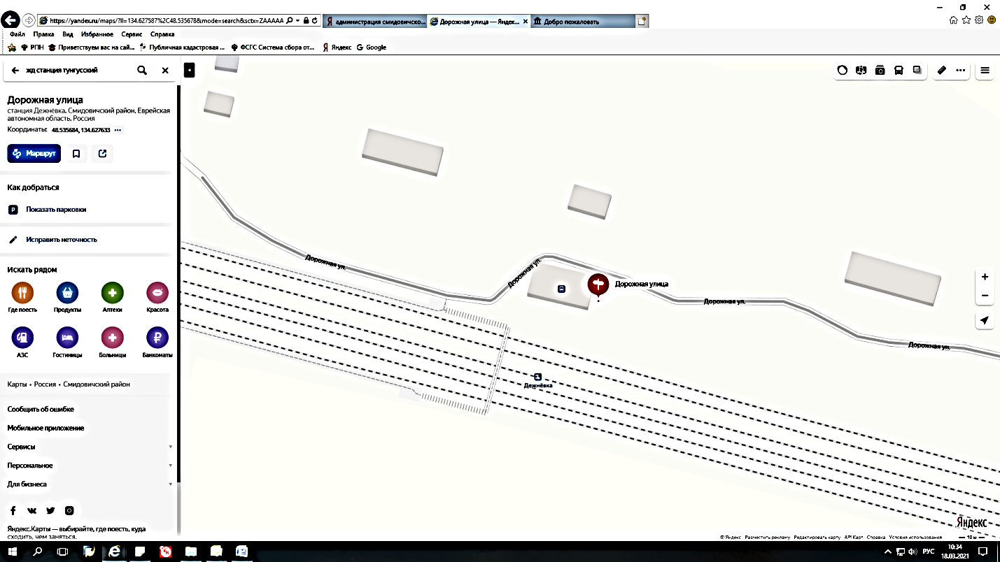 https://yandex.ru/maps/?ll=134.627587%2C48.535678&mode=search&sctx=ZAAAAA
администрация смидовичско...
Дорожная улица — Яндек...
Добро пожаловать
Файл Правка Вид Избранное Сервис Справка
РПН Приветствуем вас на сай... Публичная кадастровая ... ФСГС Система сбора от... Яндекс Google
жд станция тунгусский
Дорожная улица
станция Дежнёвка, Смидовичский район, Еврейская
автономная область, Россия
Координаты: 48.535684, 134.627633
Маршрут
Как добраться
Показать парковки
Исправить неточность
Искать рядом
Где поесть Продукты Аптеки Красота
АЗС Гостиницы Больницы Банкоматы
Карты • Россия • Смидовичский район
Сообщить об ошибке
Мобильное приложение
Сервисы
Персональное
Для бизнеса
Яндекс.Карты — выбирайте, где поесть, куда
сходить, чем заняться.
Дорожная ул.
Дорожная ул.
Дорожная улица
Дорожная ул.
Дорожная ул.
Дежнёвка
Яндекс
© Яндекс Разместить рекламу Редактировать карту API Карт Справка Условия использования 10 м
РУС
10:34
18.03.2021